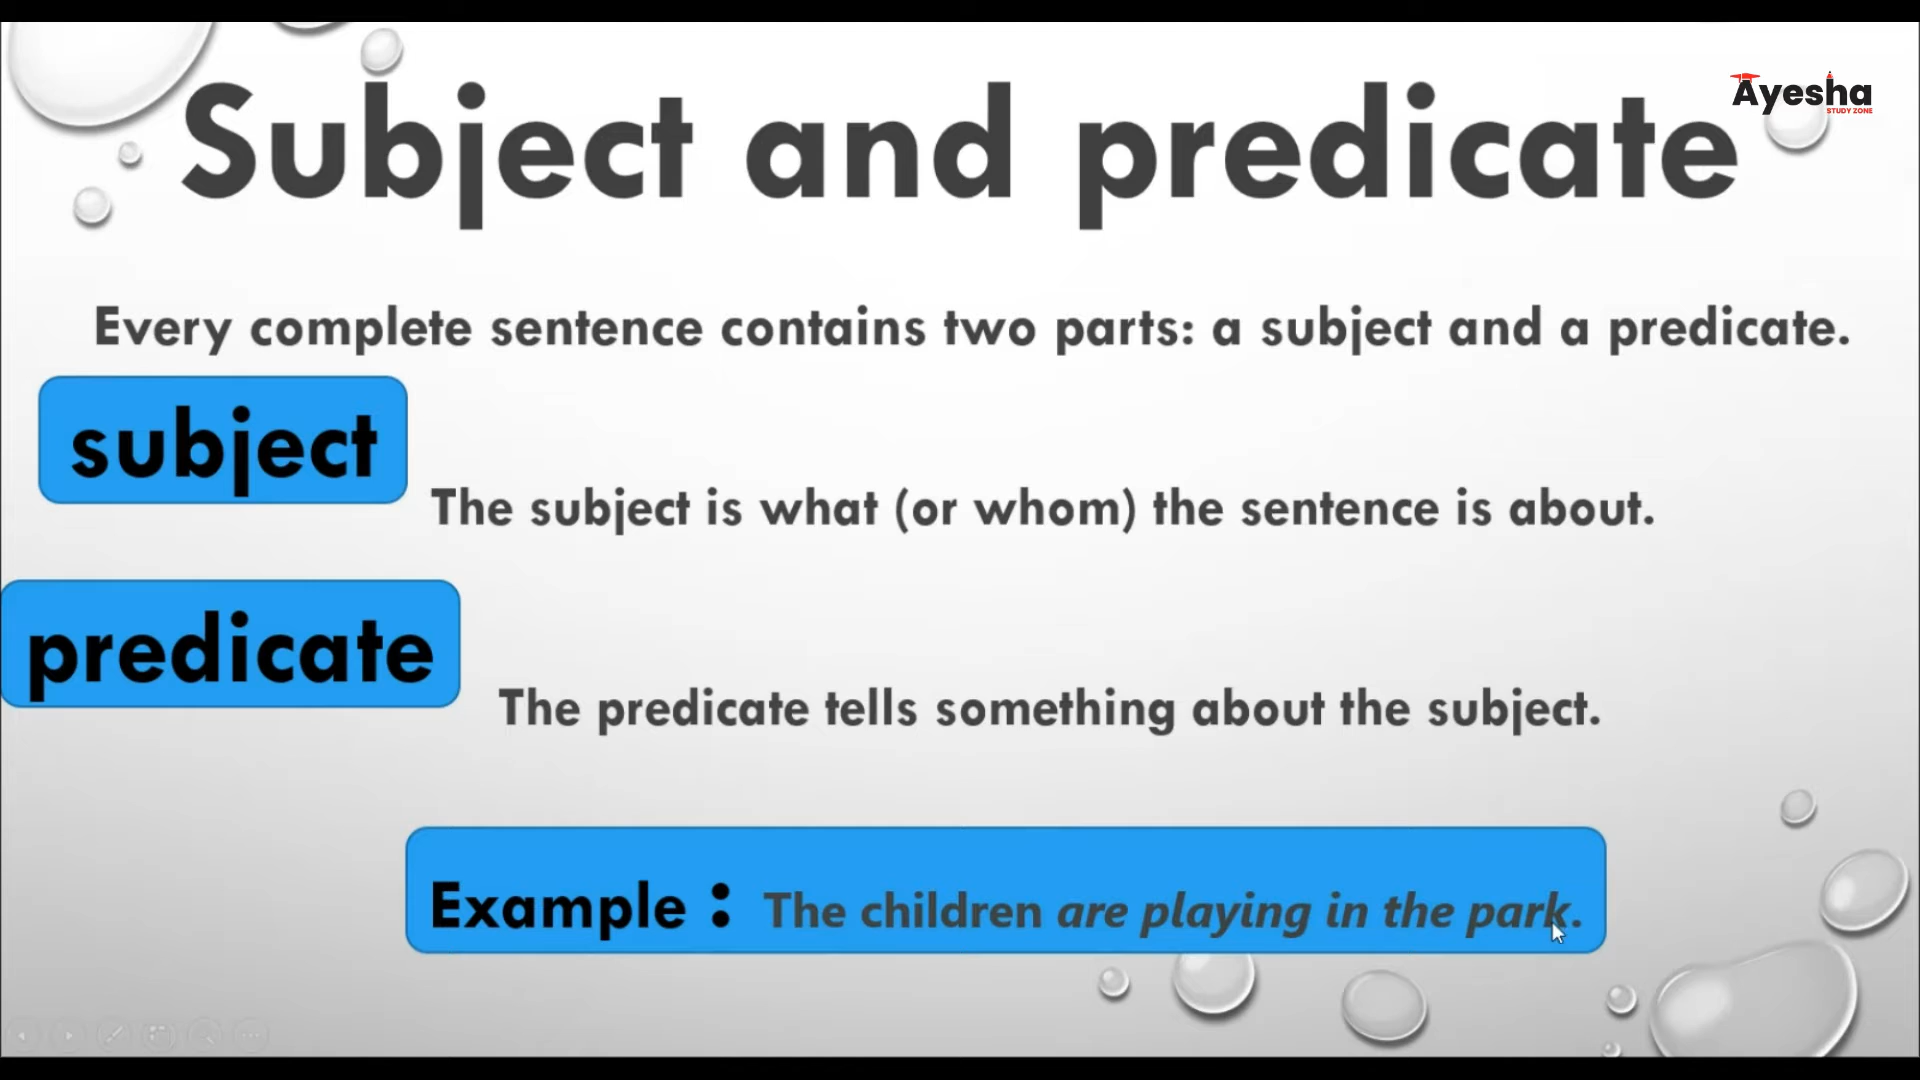 Ayesha
STUDY ZONE
Subject and predicate
Every complete sentence contains two parts: a subject and a predicate.
subject
The subject is what (or whom) the sentence is about.
predicate
The predicate tells something about the subject.
Example : The children are playing in the park.